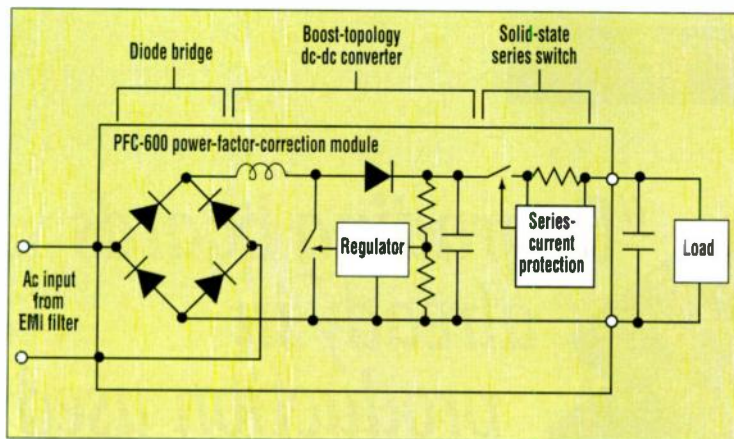 Diode bridge
Boost-topology
dc-dc converter
Solid-state
series switch
PFC-600 power-factor-correction module
Ac input
from
EMI filter
Regulator
Series-
current
protection
Load